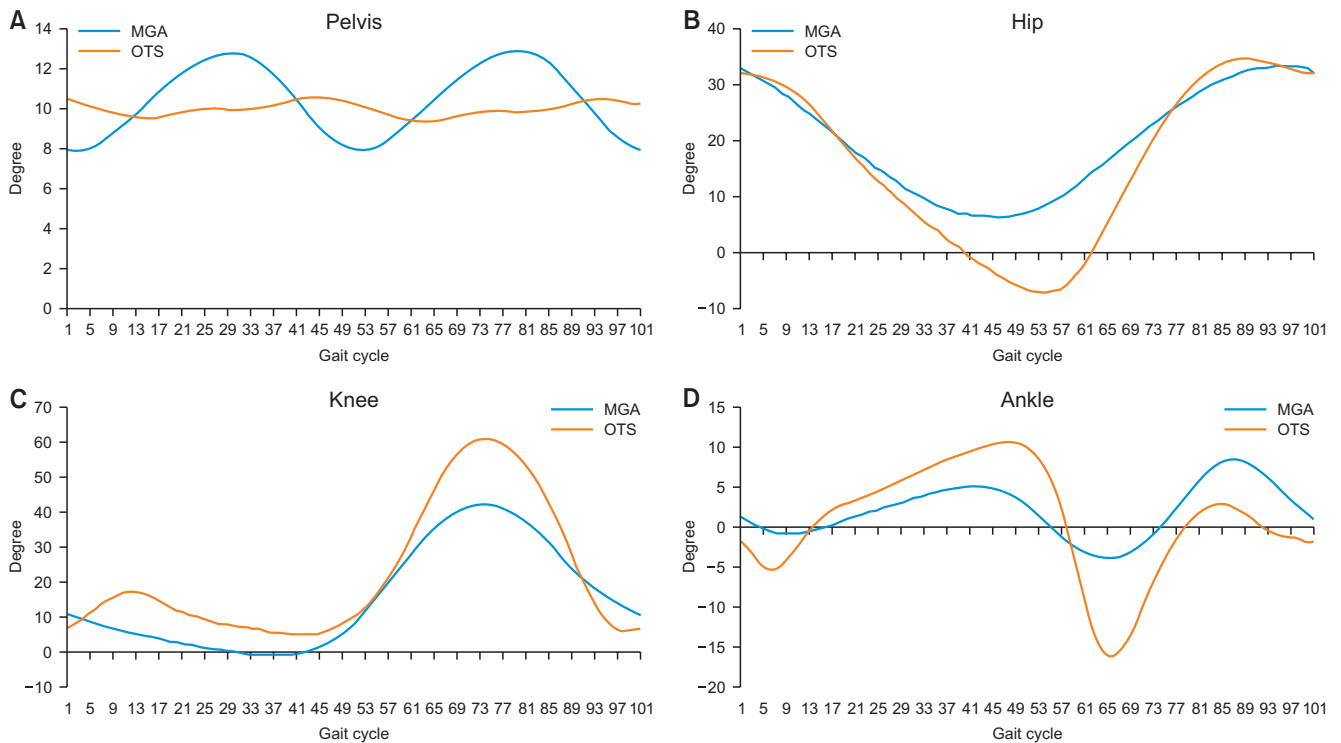 A
Pelvis
MGA
OTS
Degree
14
12
10
8
6
4
2
0
1 5 9 13 17 21 25 29 33 37 41 45 49 53 57 61 65 69 73 77 81 85 89 93 97 101
Gait cycle
B
Hip
MGA
OTS
Degree
40
30
20
10
0
−10
1 5 9 13 17 21 25 29 33 37 41 45 49 53 57 61 65 69 73 77 81 85 89 93 97 101
Gait cycle
C
Knee
MGA
OTS
Degree
70
60
50
40
30
20
10
0
−10
1 5 9 13 17 21 25 29 33 37 41 45 49 53 57 61 65 69 73 77 81 85 89 93 97 101
Gait cycle
D
Ankle
MGA
OTS
Degree
15
10
5
0
−5
−10
−15
−20
1 5 9 13 17 21 25 29 33 37 41 45 49 53 57 61 65 69 73 77 81 85 89 93 97 101
Gait cycle